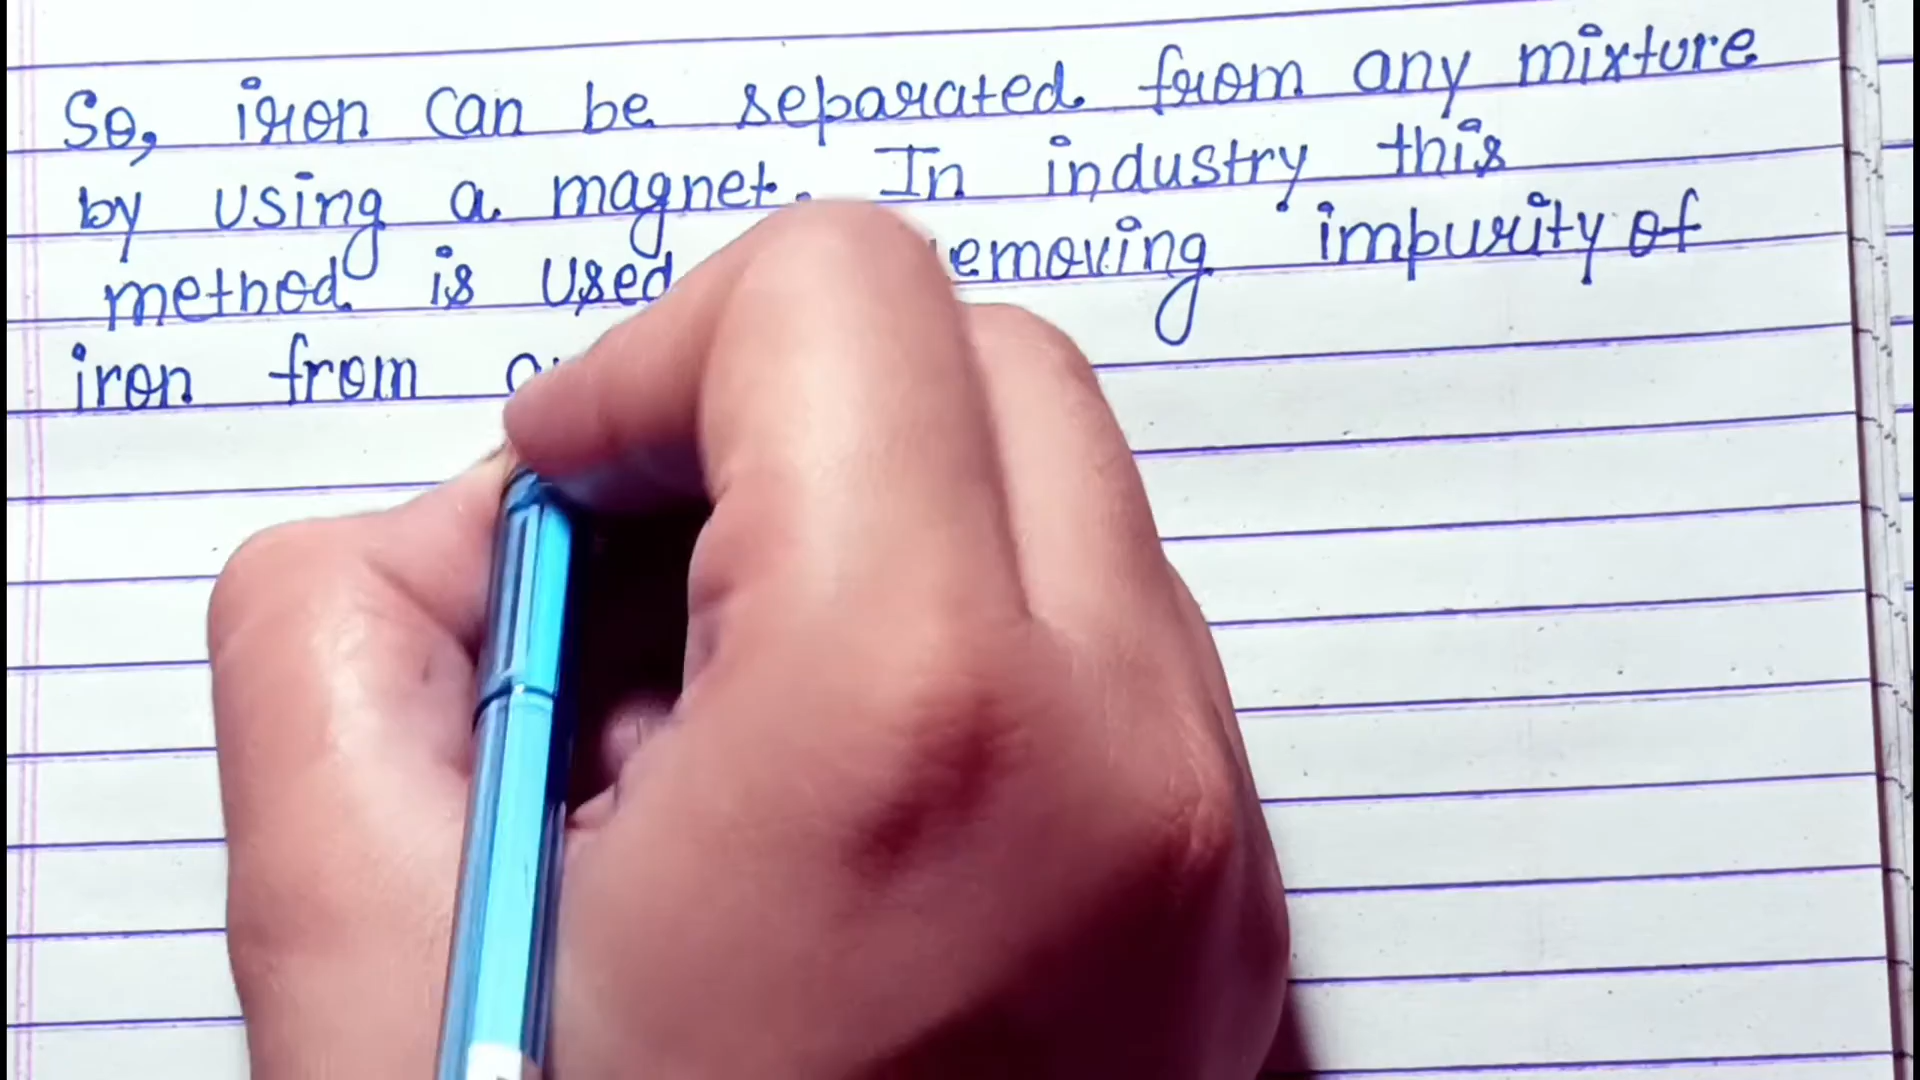 So, iron can be separated from any mixture
by using a magnet. In industry this
method is used emoving impurity of
iron from